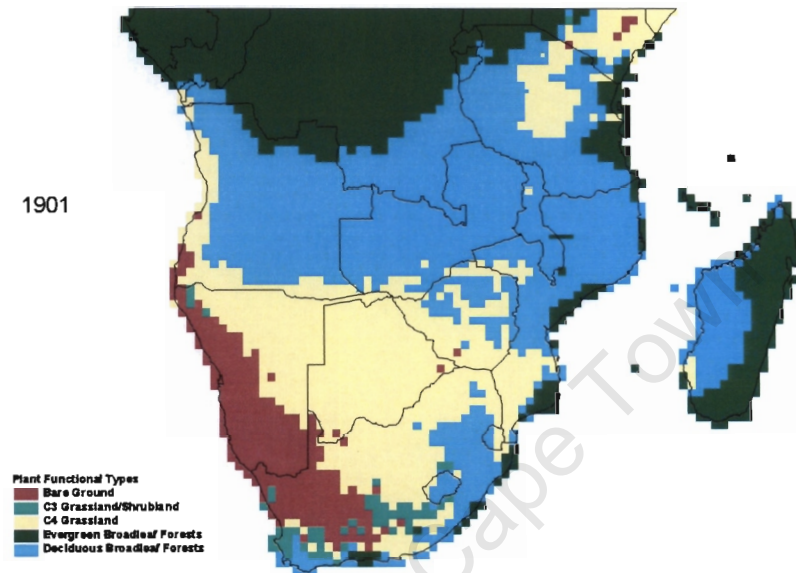 1901
Plant Functional Types
Bare Ground
C3 Grassland/Shrubland
C4 Grassland
Evergreen Broadleaf Forests
Deciduous Broadleaf Forests
Cape Town